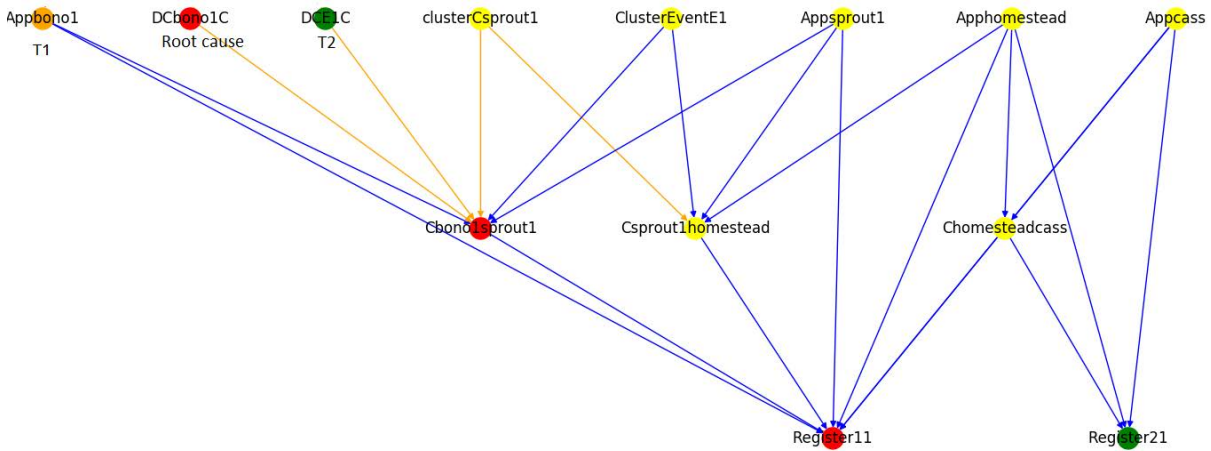 Appbono1
DCbono1C
DCE1C
clusterCsprout1
ClusterEventE1
Appsprout1
Apphomestead
Appcass
T1
Root cause
T2
Cbono1sprout1
Csprout1homestead
Chomesteadcass
Register11
Register21